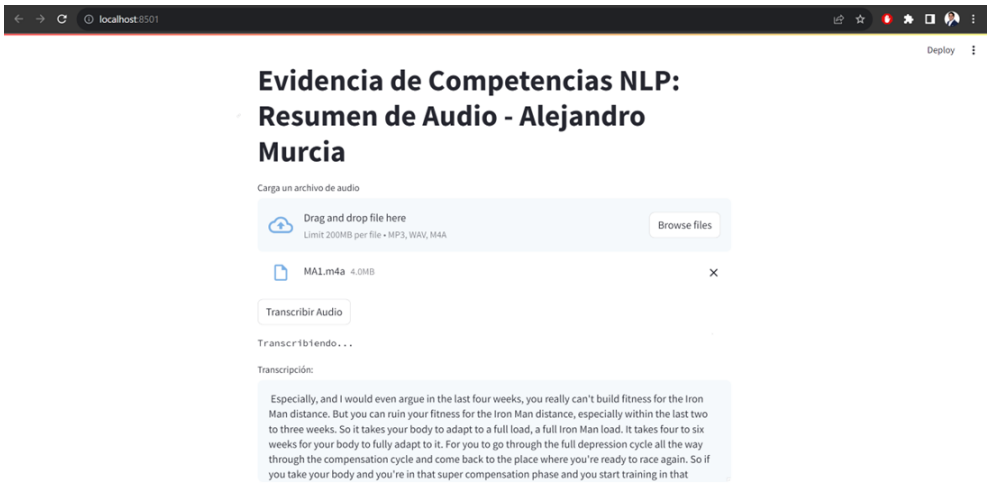 localhost:8501
Deploy
Evidencia de Competencias NLP:
Resumen de Audio - Alejandro
Murcia
Carga un archivo de audio
Drag and drop file here
Limit 200MB per file • MP3, WAV, M4A
Browse files
MA1.m4a 4.0MB
Transcribir Audio
Transcribiendo...
Transcripción:
Especially, and I would even argue in the last four weeks, you really can't build fitness for the Iron
Man distance. But you can ruin your fitness for the Iron Man distance, especially within the last two
to three weeks. So it takes your body to adapt to a full load, a full Iron Man load. It takes four to six
weeks for your body to fully adapt to it. For you to go through the full depression cycle all the way
through the compensation cycle and come back to the place where you're ready to race again. So if
you take your body and you're in that super compensation phase and you start training in that